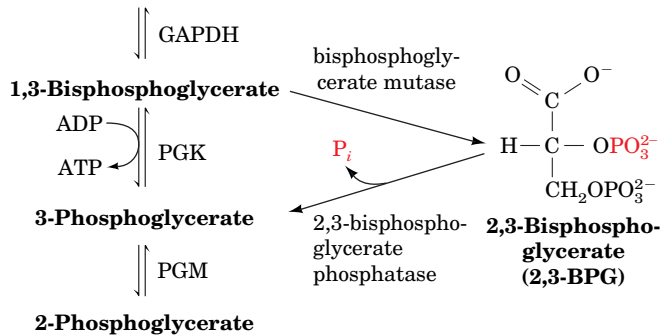 GAPDH
1,3-Bisphosphoglycerate
bisphosphogly-
cerate mutase
ADP
ATP
PGK
3-Phosphoglycerate
PGM
2-Phosphoglycerate
P𝑖
2,3-bisphospho-
glycerate
phosphatase
O O⁻
C
H—C—OPO₃²⁻
CH₂OPO₃²⁻
2,3-Bisphospho-
glycerate
(2,3-BPG)